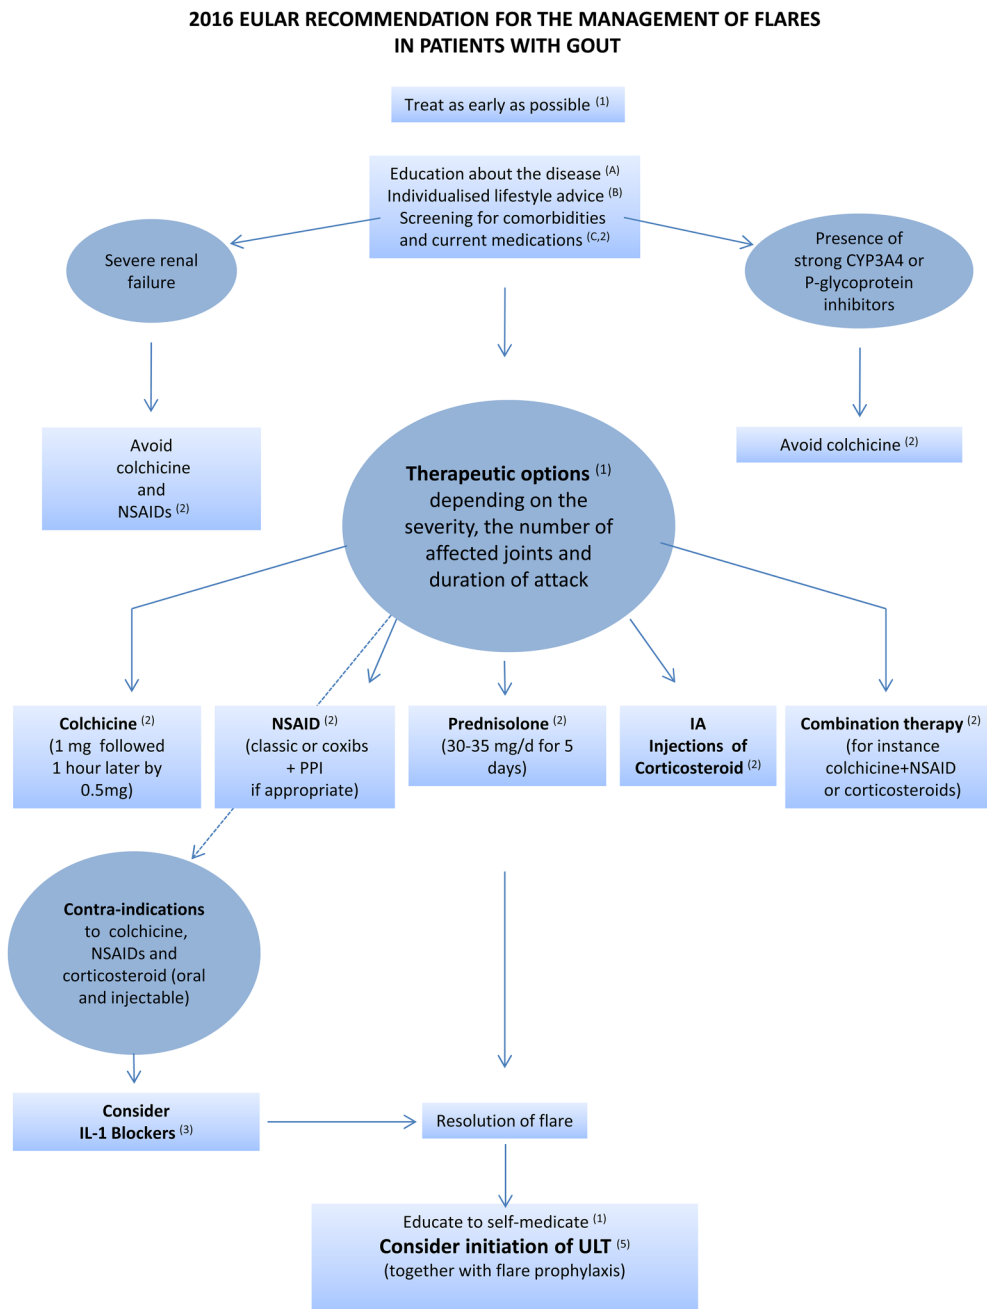 2016 EULAR RECOMMENDATION FOR THE MANAGEMENT OF FLARES
IN PATIENTS WITH GOUT
Treat as early as possible (1)
Education about the disease (A)
Individualised lifestyle advice (B)
Screening for comorbidities
and current medications (C,2)
Severe renal
failure
Presence of
strong CYP3A4 or
P-glycoprotein
inhibitors
Avoid
colchicine
and
NSAIDs (2)
Avoid colchicine (2)
Therapeutic options (1)
depending on the
severity, the number of
affected joints and
duration of attack
Colchicine (2)
(1 mg followed
1 hour later by
0.5mg)
NSAID (2)
(classic or coxibs
+ PPI
if appropriate)
Prednisolone (2)
(30-35 mg/d for 5
days)
IA
Injections of
Corticosteroid (2)
Combination therapy (2)
(for instance
colchicine+NSAID
or corticosteroids)
Contra-indications
to colchicine,
NSAIDs and
corticosteroid (oral
and injectable)
Consider
IL-1 Blockers (3)
Resolution of flare
Educate to self-medicate (1)
Consider initiation of ULT (5)
(together with flare prophylaxis)